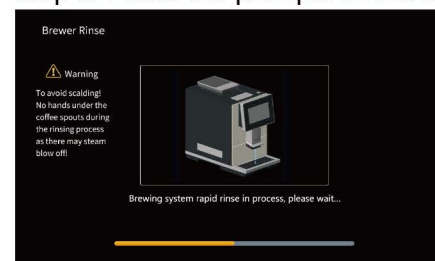 Brewer Rinse
Warning
To avoid scalding!
No hands under the
coffee spouts during
the rinsing process
as there may steam
blow off!
Brewing system rapid rinse in process, please wait...